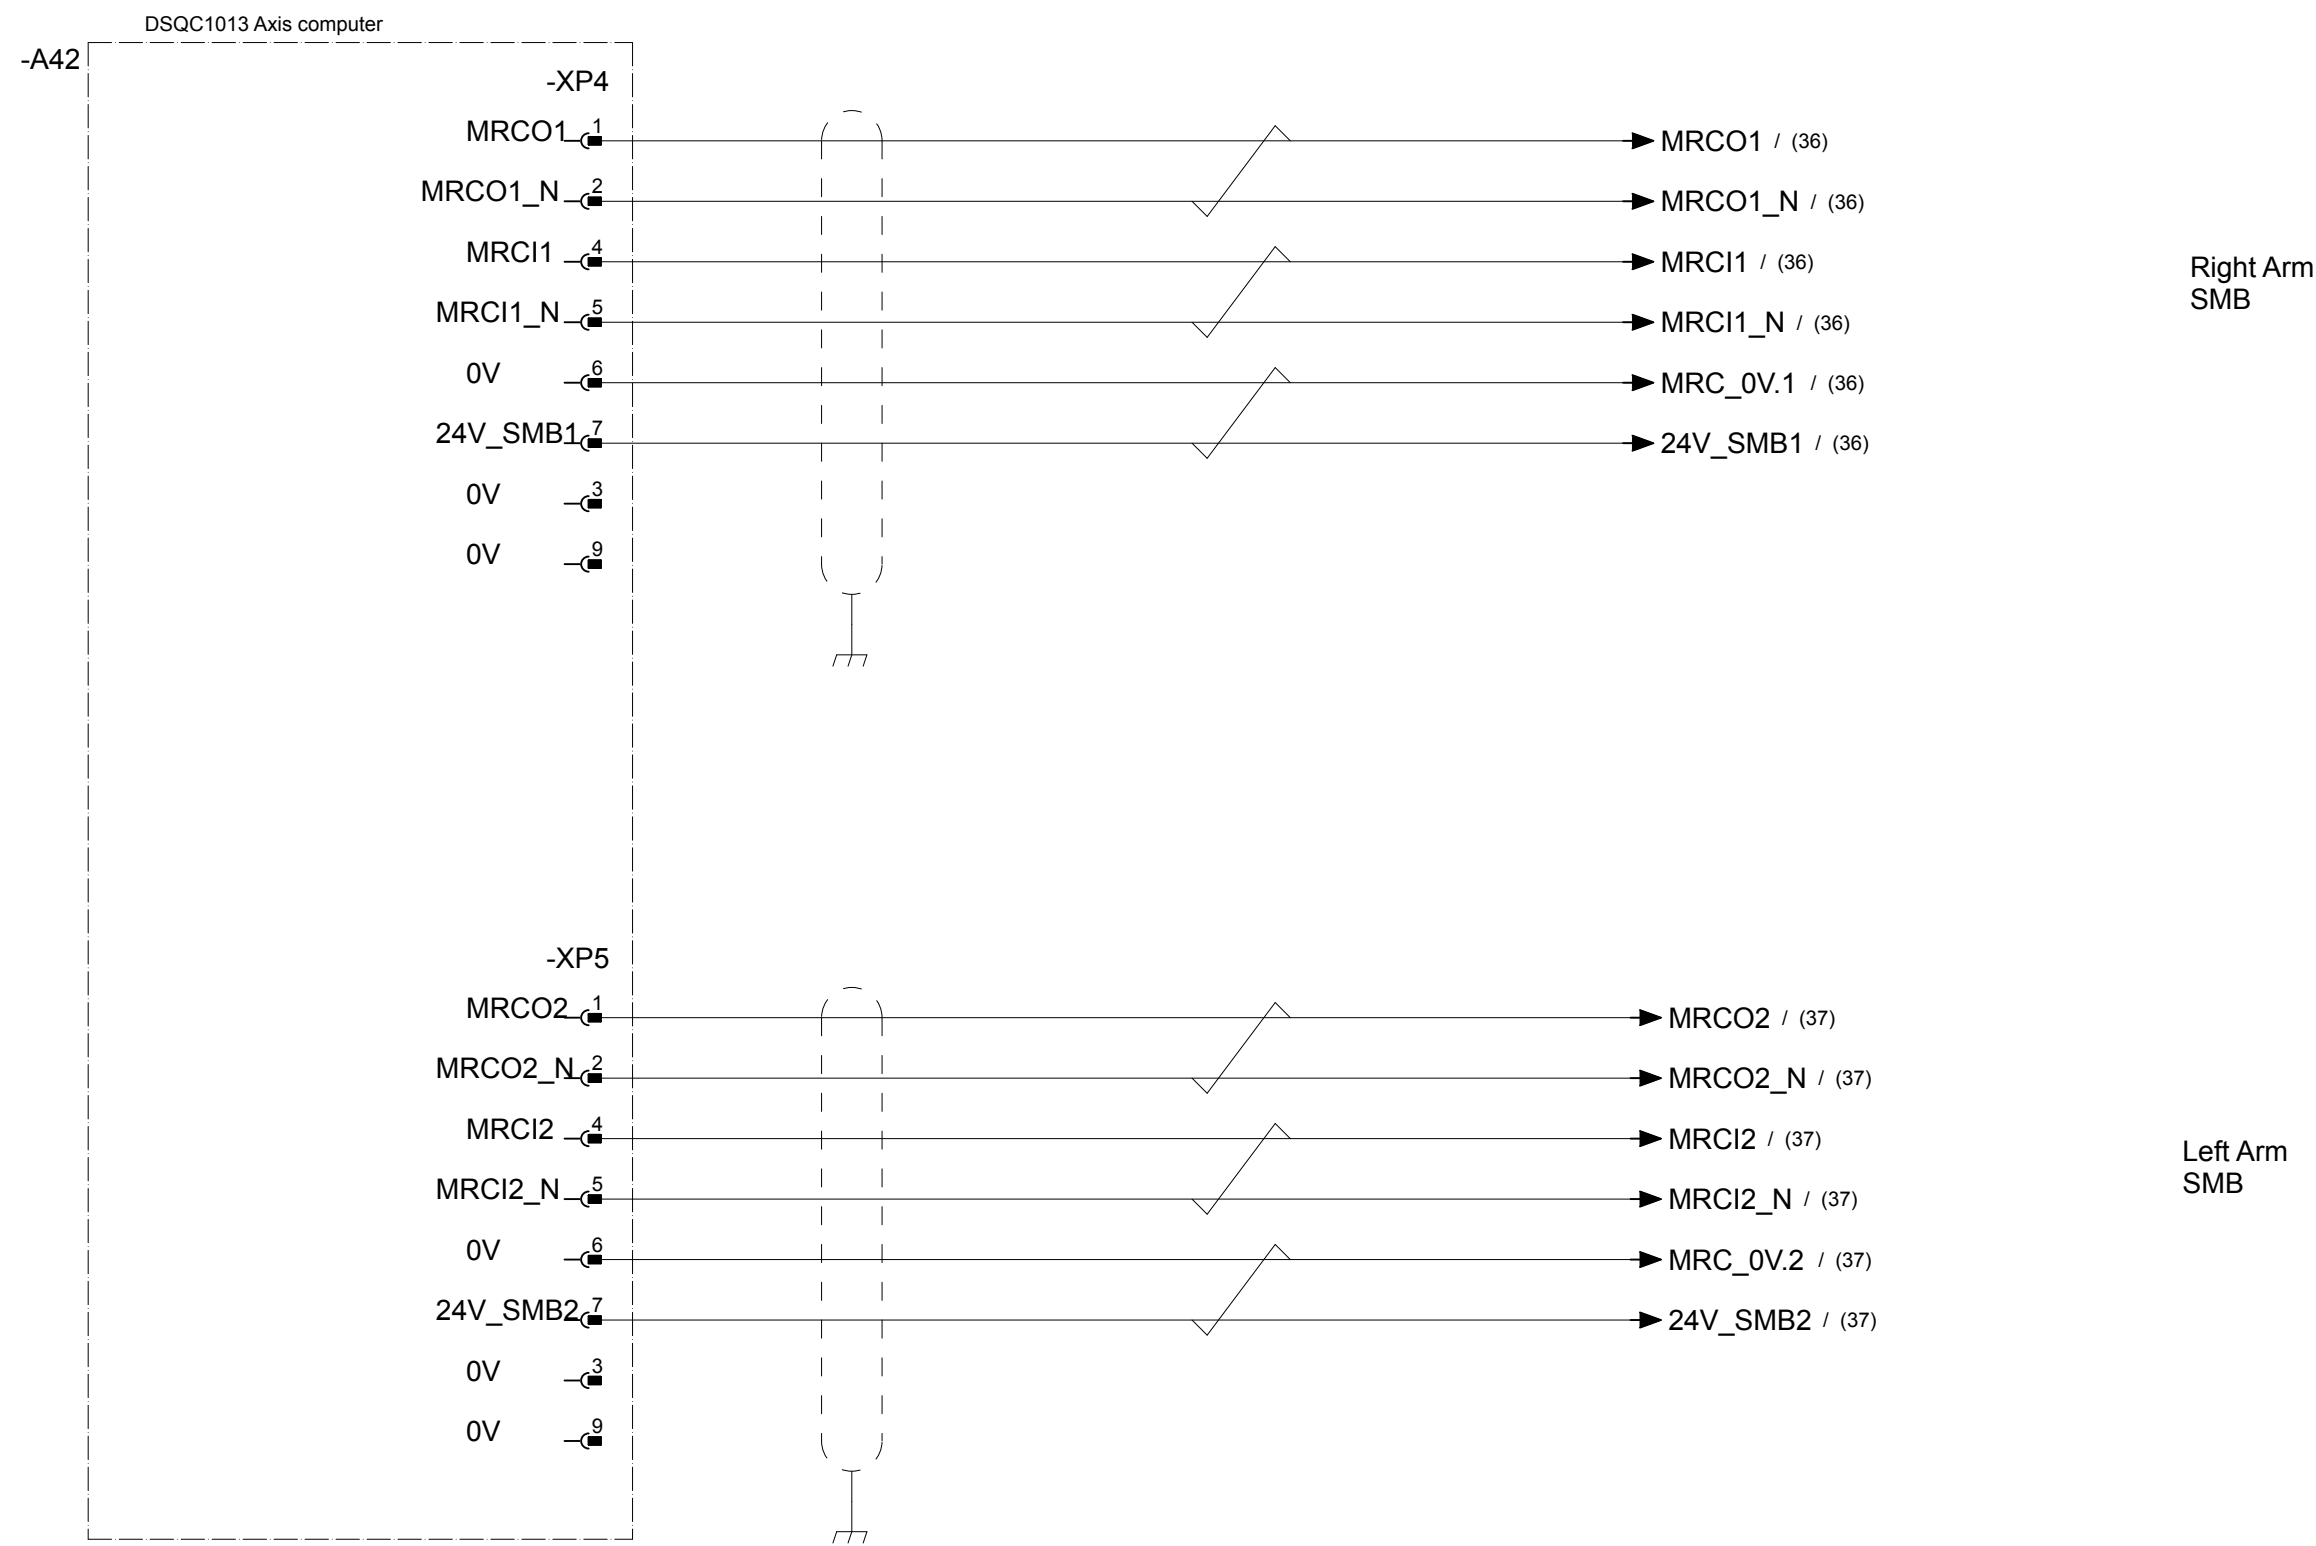 DSQC1013 Axis computer
-A42
-XP4
MRCO1 1 MRCO1 / (36)
MRCO1_N 2 MRCO1_N / (36)
MRCI1 4 MRCI1 / (36)
MRCI1_N 5 MRCI1_N / (36)
0V 6 MRC_0V.1 / (36)
24V_SMB1 7 24V_SMB1 / (36)
0V 3
0V 9
Right Arm
SMB
-XP5
MRCO2 1 MRCO2 / (37)
MRCO2_N 2 MRCO2_N / (37)
MRCI2 4 MRCI2 / (37)
MRCI2_N 5 MRCI2_N / (37)
0V 6 MRC_0V.2 / (37)
24V_SMB2 7 24V_SMB2 / (37)
0V 3
0V 9
Left Arm
SMB